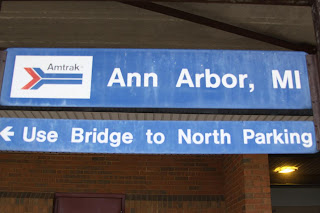 Amtrak
Ann Arbor, MI
← Use Bridge to North Parking